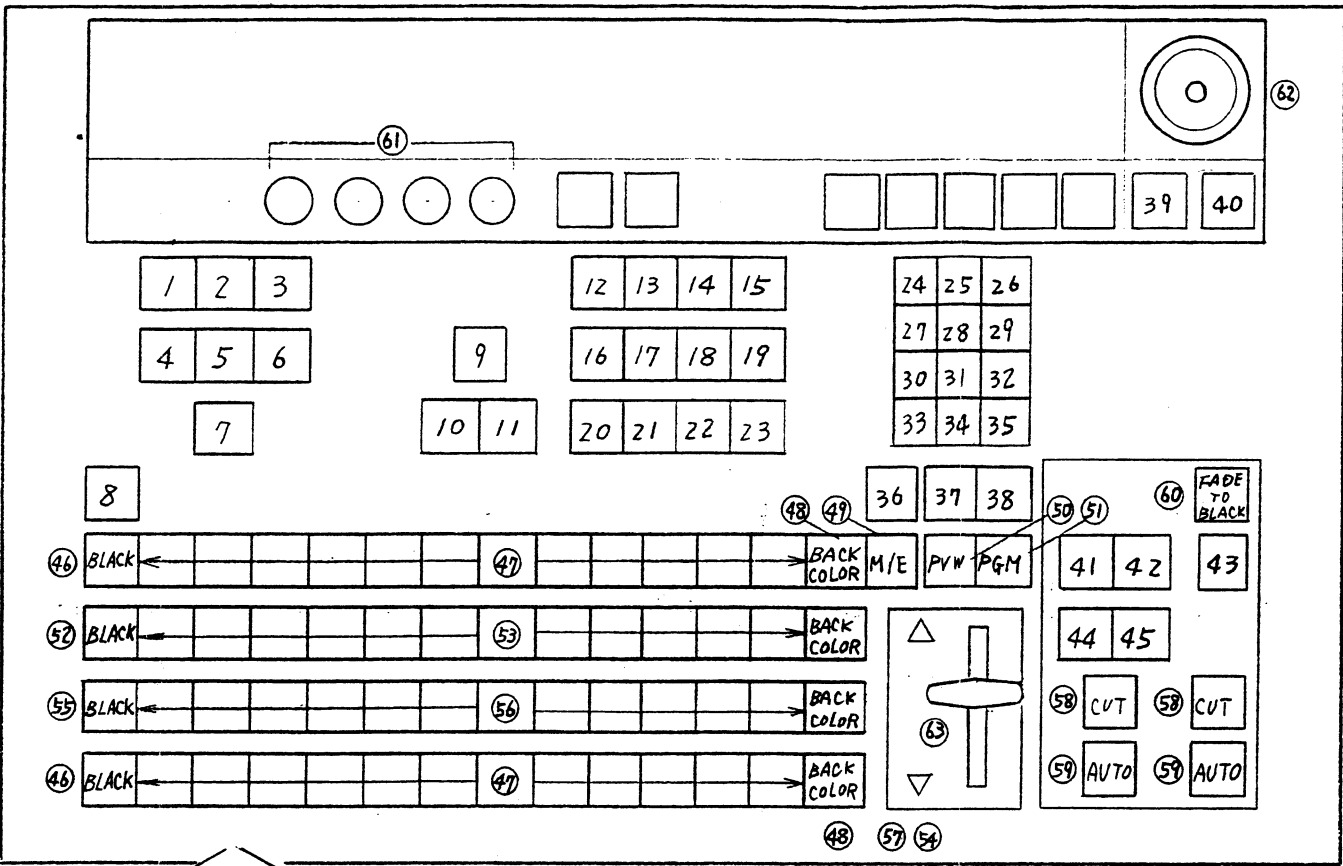 62
61
39 40
1 2 3 12 13 14 15 24 25 26
27 28 29
4 5 6 9 16 17 18 19
30 31 32
7 10 11 20 21 22 23 33 34 35
8 36 37 38 60 FADE TO BLACK
48 49 50 51
46 BLACK 47 BACK COLOR M/E PVW PGM 41 42 43
52 BLACK 53 BACK COLOR 44 45
55 BLACK 56 BACK COLOR 63 58 CUT 58 CUT
46 BLACK 47 BACK COLOR 59 AUTO 59 AUTO
48 57 54